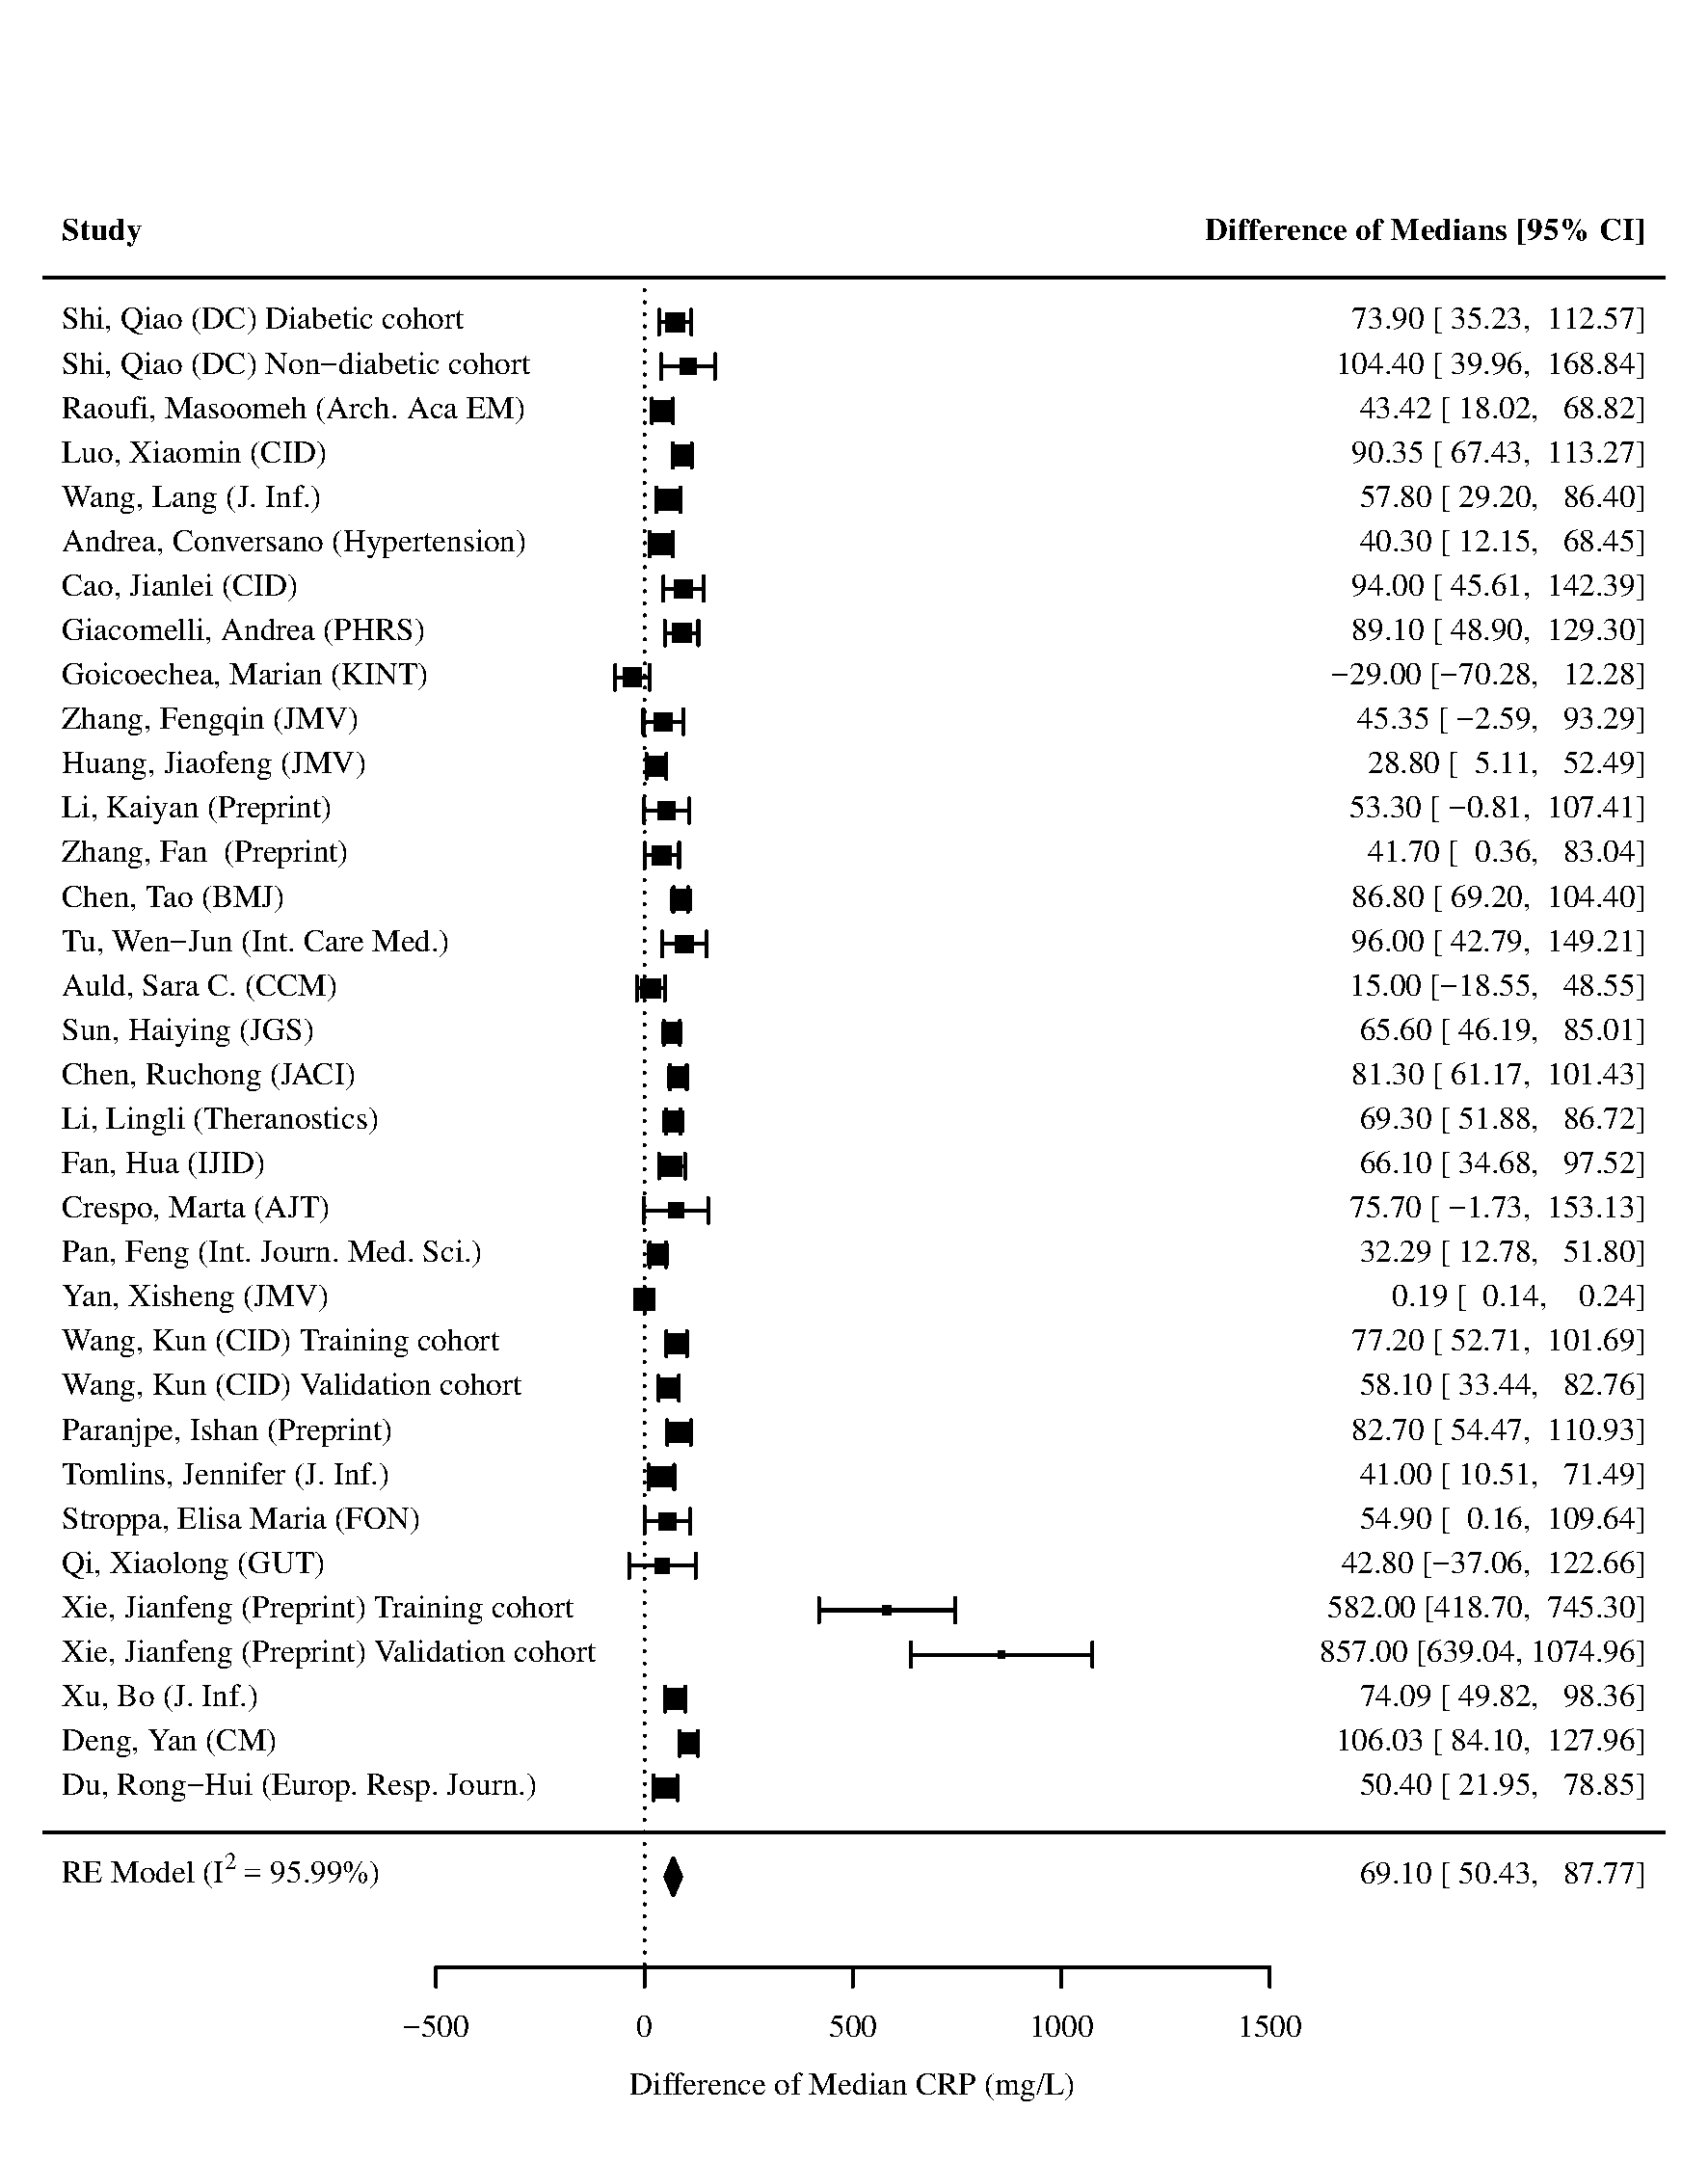 Study Difference of Medians [95% CI]
Shi, Qiao (DC) Diabetic cohort 73.90 [ 35.23, 112.57]
Shi, Qiao (DC) Non−diabetic cohort 104.40 [ 39.96, 168.84]
Raoufi, Masoomeh (Arch. Aca EM) 43.42 [ 18.02, 68.82]
Luo, Xiaomin (CID) 90.35 [ 67.43, 113.27]
Wang, Lang (J. Inf.) 57.80 [ 29.20, 86.40]
Andrea, Conversano (Hypertension) 40.30 [ 12.15, 68.45]
Cao, Jianlei (CID) 94.00 [ 45.61, 142.39]
Giacomelli, Andrea (PHRS) 89.10 [ 48.90, 129.30]
Goicoechea, Marian (KINT) −29.00 [−70.28, 12.28]
Zhang, Fengqin (JMV) 45.35 [ −2.59, 93.29]
Huang, Jiaofeng (JMV) 28.80 [ 5.11, 52.49]
Li, Kaiyan (Preprint) 53.30 [ −0.81, 107.41]
Zhang, Fan (Preprint) 41.70 [ 0.36, 83.04]
Chen, Tao (BMJ) 86.80 [ 69.20, 104.40]
Tu, Wen−Jun (Int. Care Med.) 96.00 [ 42.79, 149.21]
Auld, Sara C. (CCM) 15.00 [−18.55, 48.55]
Sun, Haiying (JGS) 65.60 [ 46.19, 85.01]
Chen, Ruchong (JACI) 81.30 [ 61.17, 101.43]
Li, Lingli (Theranostics) 69.30 [ 51.88, 86.72]
Fan, Hua (IJID) 66.10 [ 34.68, 97.52]
Crespo, Marta (AJT) 75.70 [ −1.73, 153.13]
Pan, Feng (Int. Journ. Med. Sci.) 32.29 [ 12.78, 51.80]
Yan, Xisheng (JMV) 0.19 [ 0.14, 0.24]
Wang, Kun (CID) Training cohort 77.20 [ 52.71, 101.69]
Wang, Kun (CID) Validation cohort 58.10 [ 33.44, 82.76]
Paranjpe, Ishan (Preprint) 82.70 [ 54.47, 110.93]
Tomlins, Jennifer (J. Inf.) 41.00 [ 10.51, 71.49]
Stroppa, Elisa Maria (FON) 54.90 [ 0.16, 109.64]
Qi, Xiaolong (GUT) 42.80 [−37.06, 122.66]
Xie, Jianfeng (Preprint) Training cohort 582.00 [418.70, 745.30]
Xie, Jianfeng (Preprint) Validation cohort 857.00 [639.04, 1074.96]
Xu, Bo (J. Inf.) 74.09 [ 49.82, 98.36]
Deng, Yan (CM) 106.03 [ 84.10, 127.96]
Du, Rong−Hui (Europ. Resp. Journ.) 50.40 [ 21.95, 78.85]
RE Model (I² = 95.99%) 69.10 [ 50.43, 87.77]
−500 0 500 1000 1500
Difference of Median CRP (mg/L)